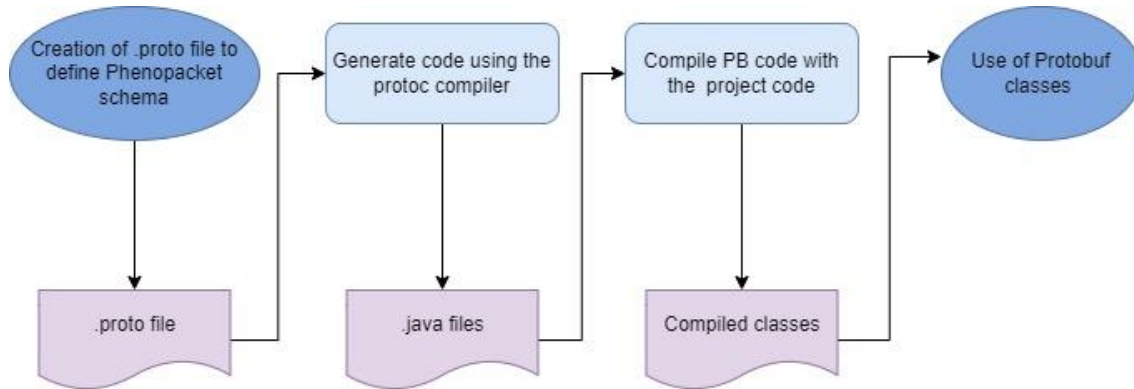 Creation of .proto file to
define Phenopacket
schema
Generate code using the
protoc compiler
Compile PB code with
the project code
Use of Protobuf
classes
.proto file
.java files
Compiled classes